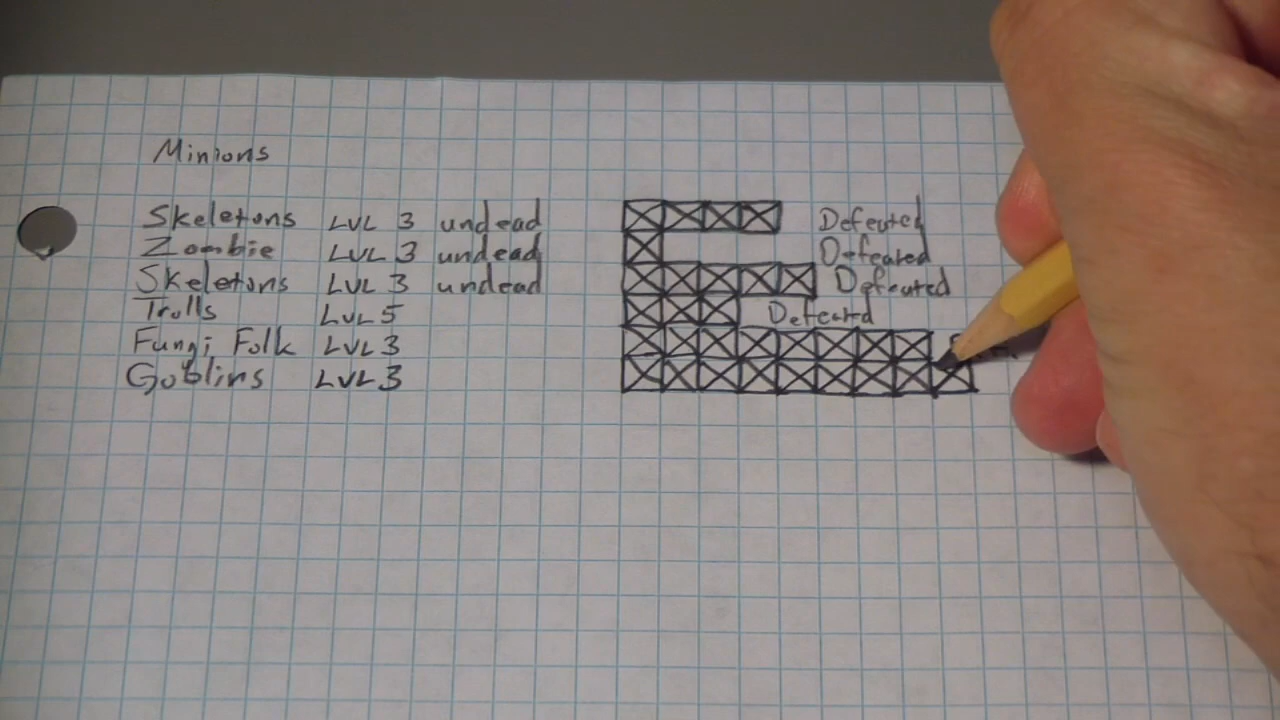 Minions
Skeletons LVL 3 undead Defeated
Zombie LVL 3 undead Defeated
Skeletons LVL 3 undead Defeated
Trolls LVL 5 Defeated
Fungi Folk LVL 3
Goblins LVL 3